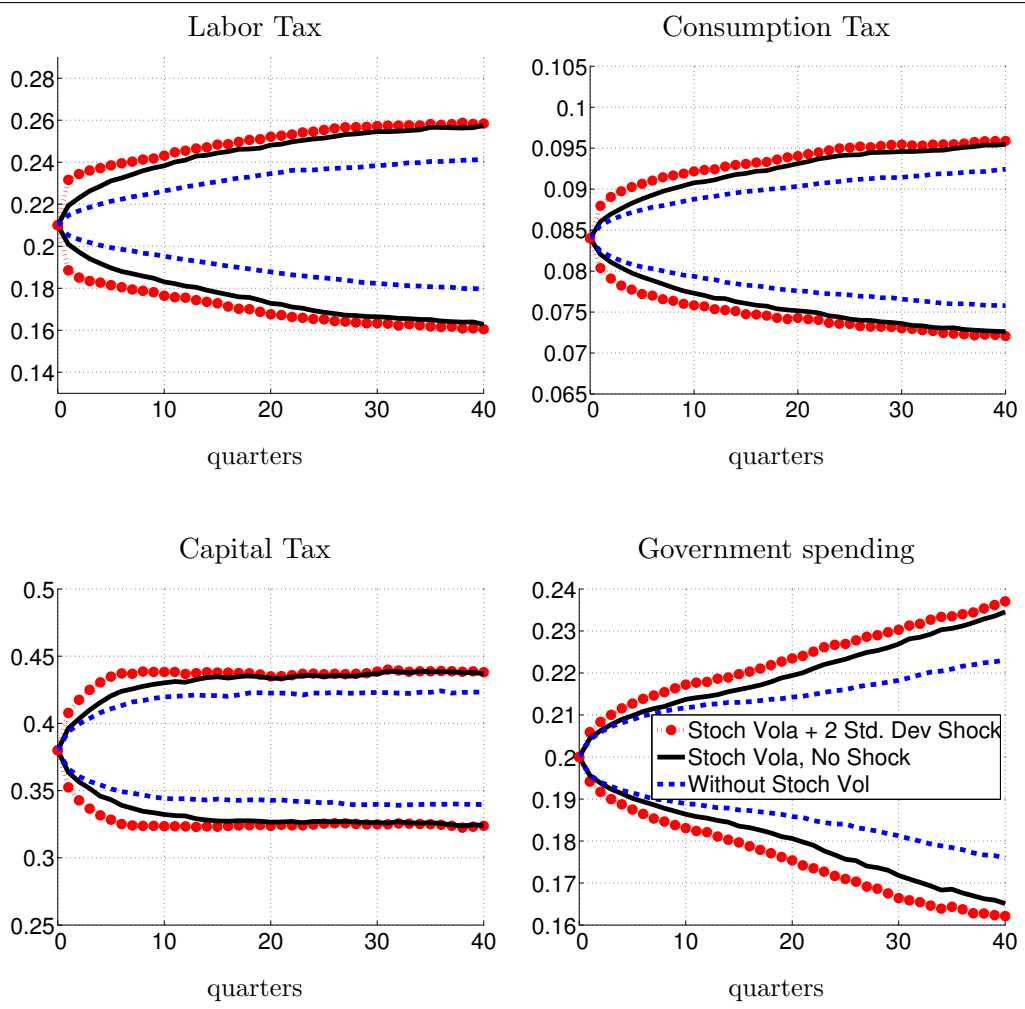 Labor Tax
0.28
0.26
0.24
0.22
0.2
0.18
0.16
0.14
0 10 20 30 40
quarters
Consumption Tax
0.105
0.1
0.095
0.09
0.085
0.08
0.075
0.07
0.065
0 10 20 30 40
quarters
Capital Tax
0.5
0.45
0.4
0.35
0.3
0.25
0 10 20 30 40
quarters
Government spending
0.24
0.23
0.22
0.21
0.2
0.19
0.18
0.17
0.16
Stoch Vola + 2 Std. Dev Shock
Stoch Vola, No Shock
Without Stoch Vol
0 10 20 30 40
quarters